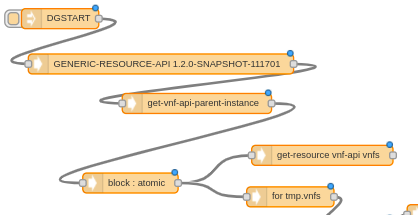 DGSTART
GENERIC-RESOURCE-API 1.2.0-SNAPSHOT-111701
get-vnf-api-parent-instance
get-resource vnf-api vnfs
block : atomic
for tmp.vnfs